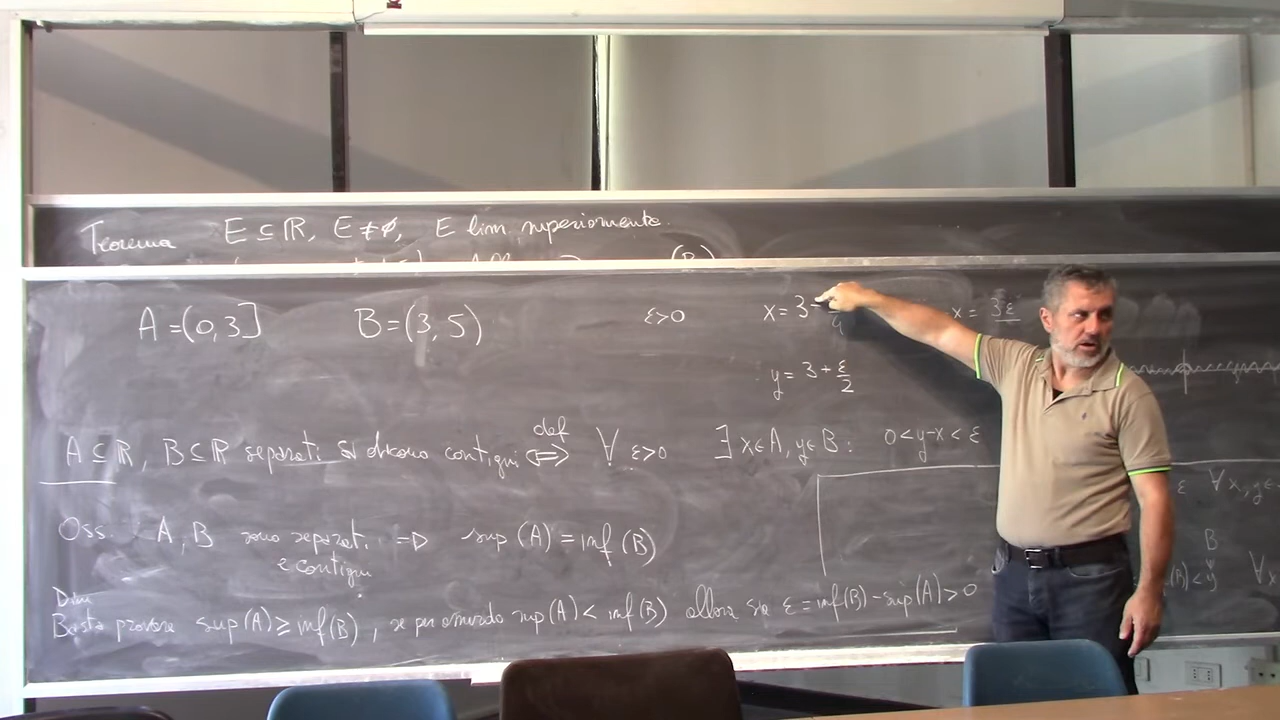 Teorema E ⊆ ℝ, E ≠ ∅, E lim superiormente.
A = (0,3] B = (3,5) ε>0 x = 3 - x = 3ε
y = 3 + ε/2
A ⊆ ℝ, B ⊆ ℝ separati si dicono contigui ⇔ def ∀ ε>0 ∃ x∈A, y∈B : 0<y-x<ε
ε ∀x, y∈
Oss. A, B sono separati e contigui ⇒ sup(A) = inf(B)
B
Dim
Basta provare sup(A) ≥ inf(B), se per assurdo sup(A) < inf(B) allora sia ε = inf(B) - sup(A) > 0
(B) < y ∀x